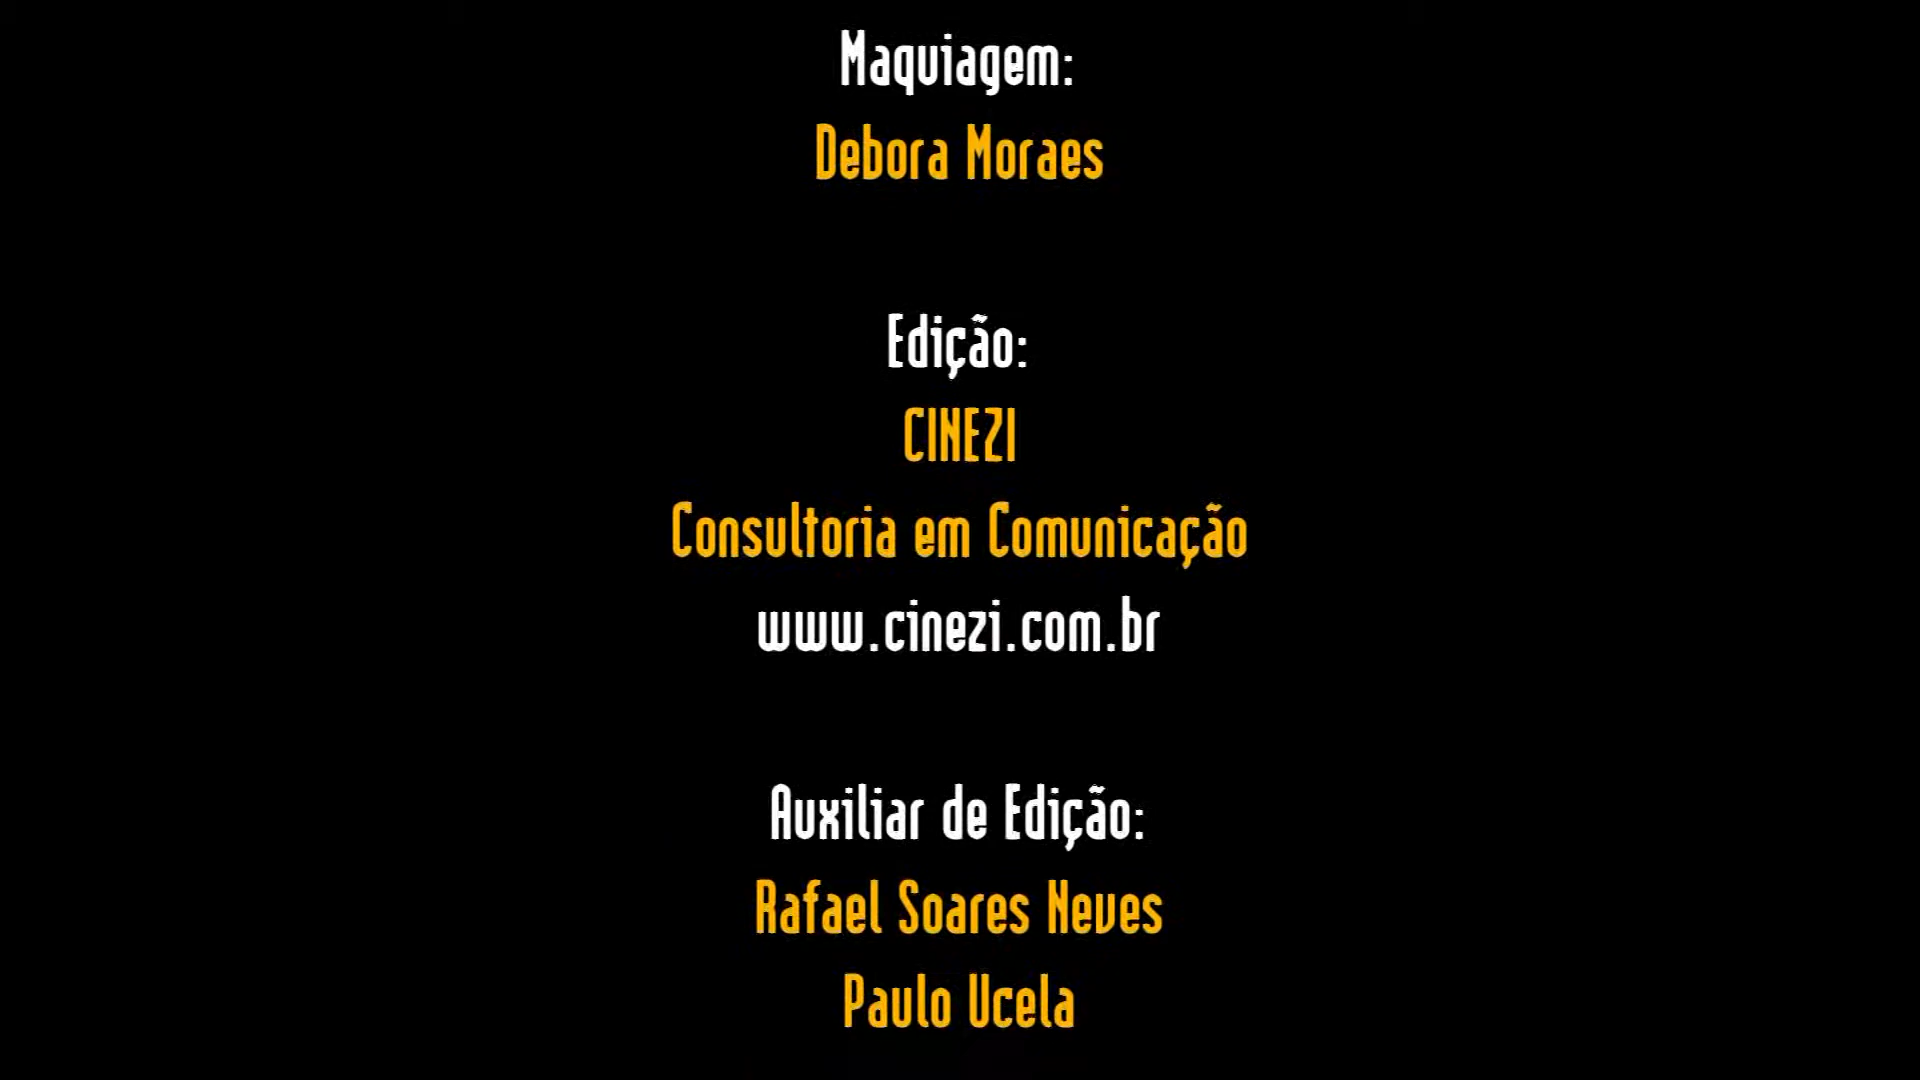 Maquiagem:
Debora Moraes
Edição:
CINEZI
Consultoria em Comunicação
www.cinezi.com.br
Auxiliar de Edição:
Rafael Soares Neves
Paulo Ucela